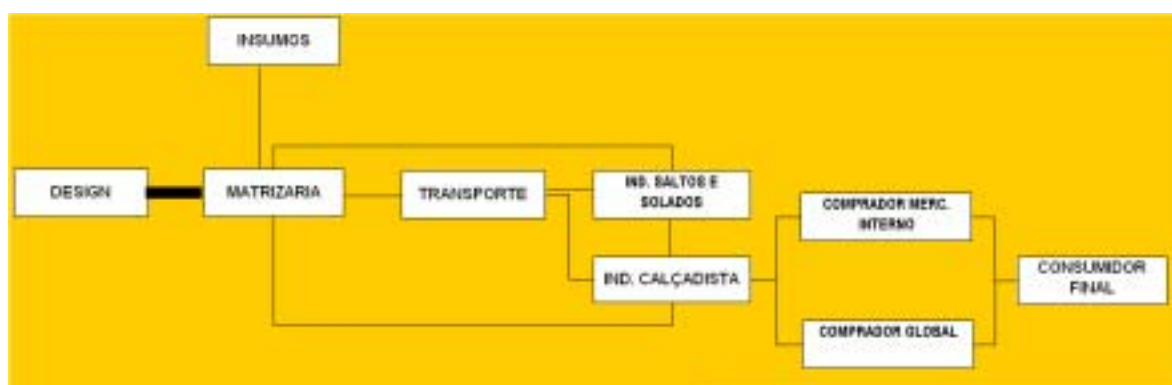 INSUMOS
DESIGN
MATRIZARIA
TRANSPORTE
IND. SALTOS E
SOLADOS
IND. CALÇADISTA
COMPRADOR MERC.
INTERNO
COMPRADOR GLOBAL
CONSUMIDOR
FINAL